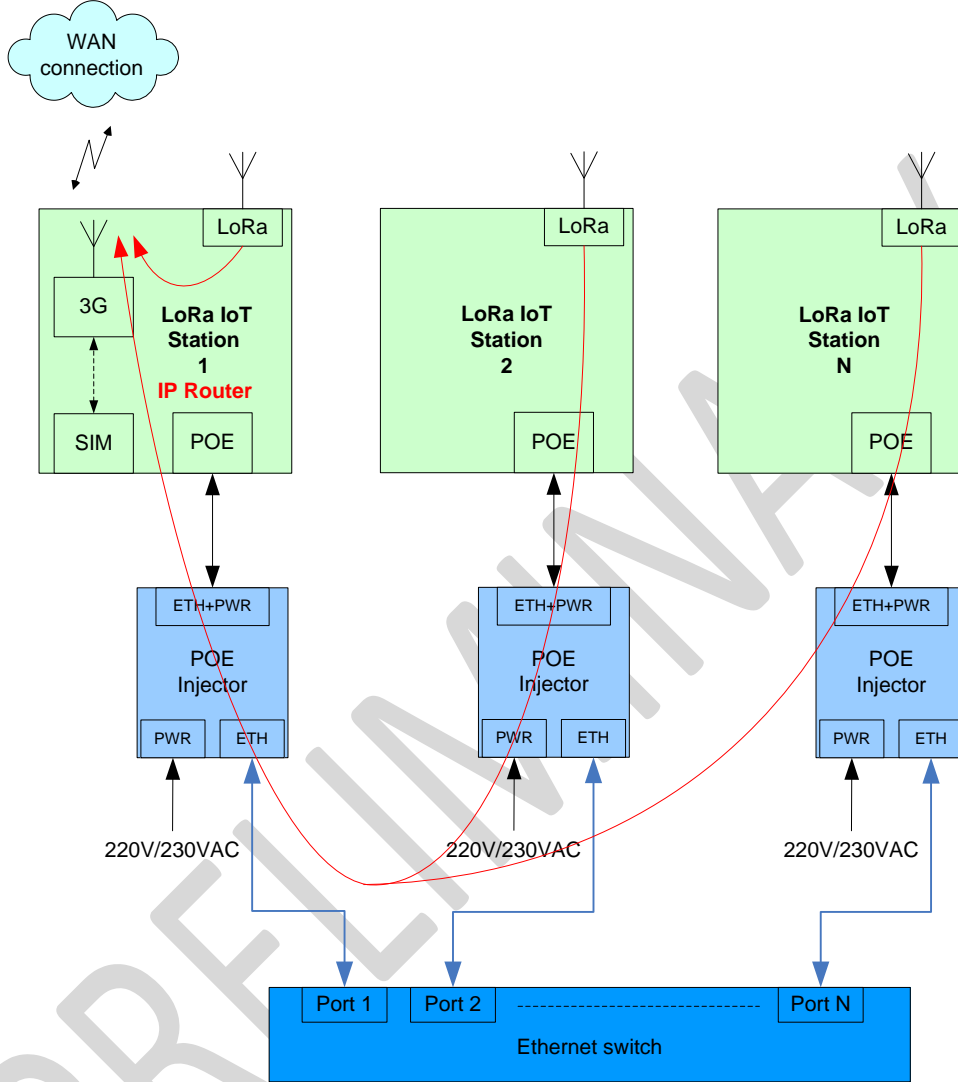 WAN
connection
LoRa
3G
LoRa IoT
Station
1
IP Router
SIM
POE
LoRa
LoRa IoT
Station
2
POE
LoRa
LoRa IoT
Station
N
POE
ETH+PWR
POE
Injector
PWR
ETH
220V/230VAC
ETH+PWR
POE
Injector
PWR
ETH
220V/230VAC
ETH+PWR
POE
Injector
PWR
ETH
220V/230VAC
Port 1
Port 2
Port N
Ethernet switch
PRELIMINA